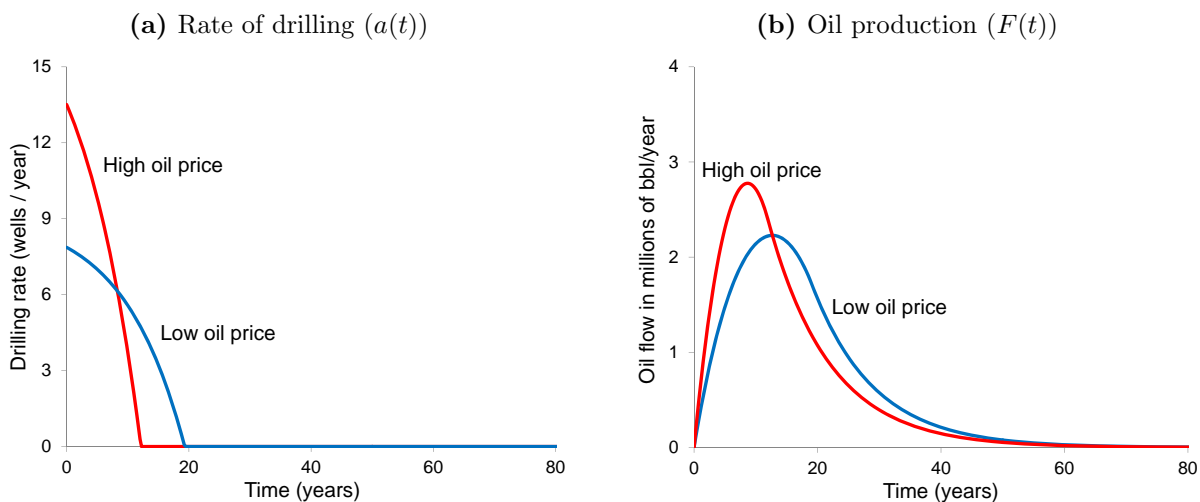 (a) Rate of drilling (a(t))
15
12
9
6
3
0
0 20 40 60 80
Drilling rate (wells / year)
Time (years)
High oil price
Low oil price
(b) Oil production (F(t))
4
3
2
1
0
0 20 40 60 80
Oil flow in millions of bbl/year
Time (years)
High oil price
Low oil price